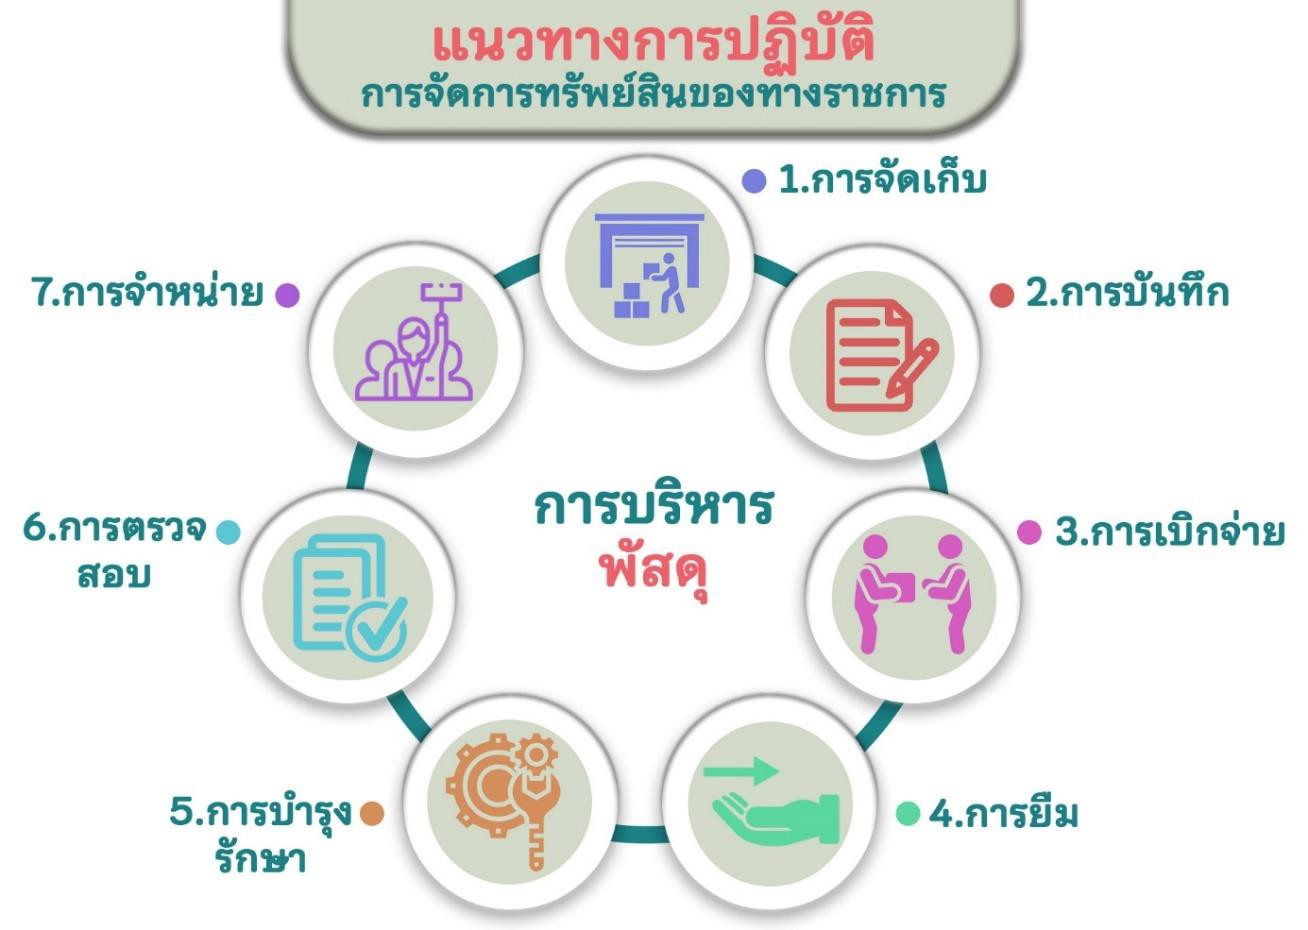 แนวทางการปฏิบัติ
การจัดการทรัพย์สินของทางราชการ
1.การจัดเก็บ
2.การบันทึก
3.การเบิกจ่าย
4.การยืม
5.การบำรุง
รักษา
6.การตรวจ
สอบ
7.การจำหน่าย
การบริหาร
พัสดุ